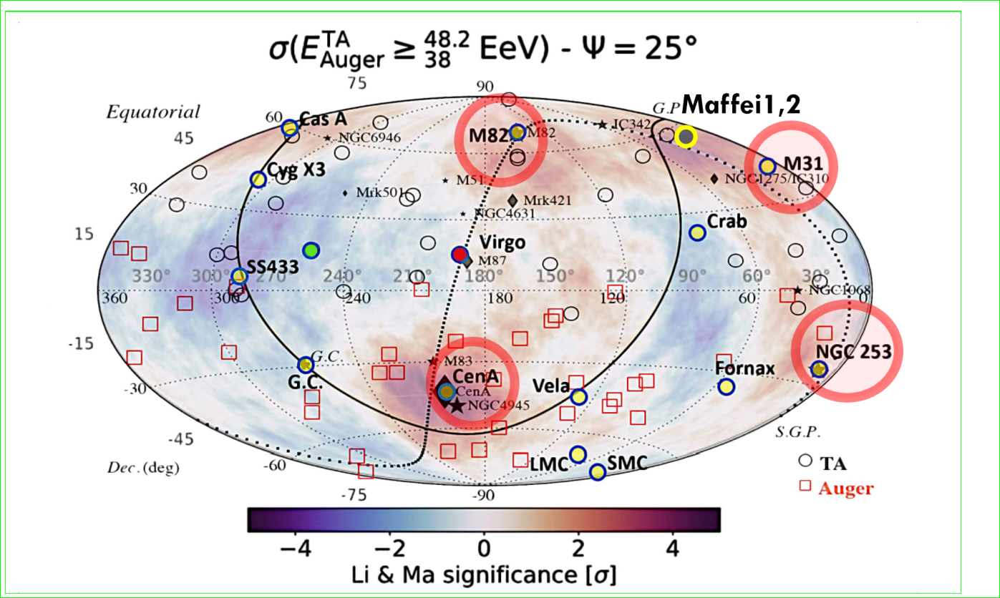 σ(E^TA_Auger ≥ ^48.2_38 EeV) - Ψ = 25°
75
90
G.P
Maffei1,2
Equatorial
60
Cas A
45
NGC6946
M82
M82
IC342
M31
Cyg X3
M51
NGC1275/IC310
30
Mrk501
Mrk421
NGC4631
Crab
15
Virgo
M87
SS433
330° 300° 270° 240° 210° 180° 150° 120° 90° 60° 30°
360 300 240 180 120 60 0
NGC1068
-15
G.C
M83
NGC 253
G.C.
CenA
Fornax
-30
CenA
Vela
NGC4945
-45
S.G.P.
Dec.(deg)
-60
LMC
SMC
TA
-75
-90
Auger
−4 −2 0 2 4
Li & Ma significance [σ]